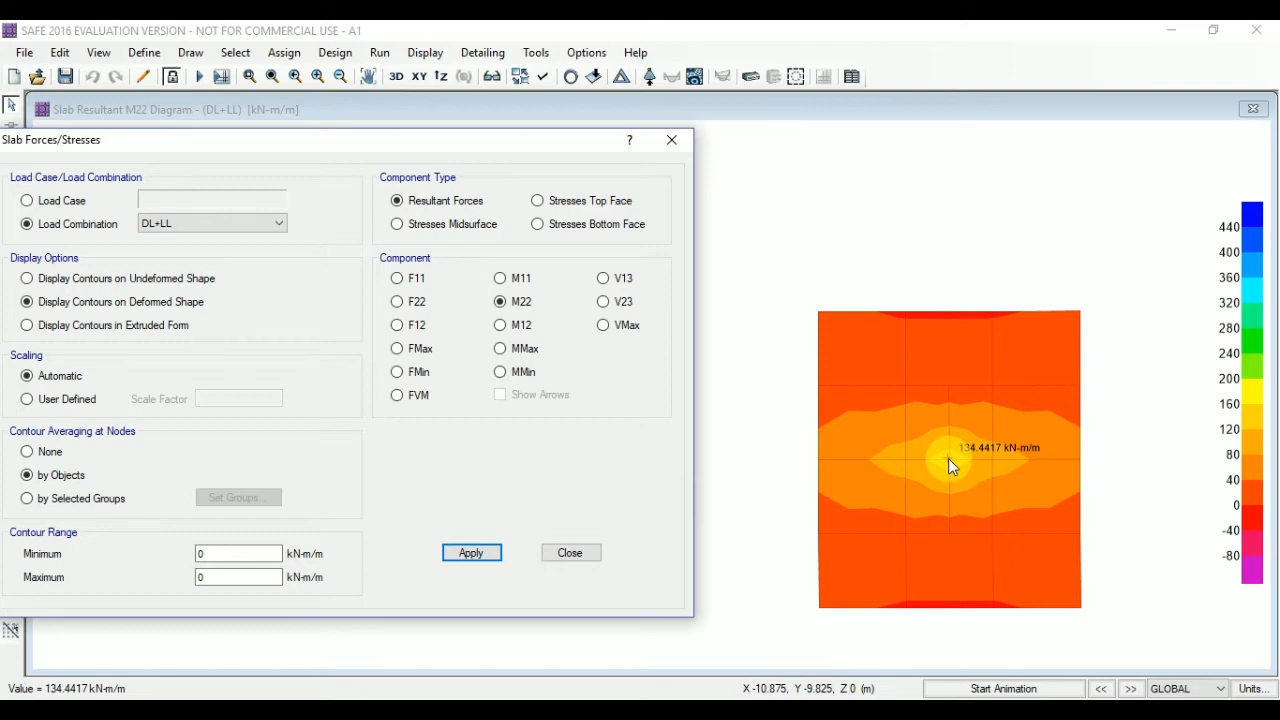 SAFE 2016 EVALUATION VERSION - NOT FOR COMMERCIAL USE - A1
File Edit View Define Draw Select Assign Design Run Display Detailing Tools Options Help
3D XY
Slab Resultant M22 Diagram - (DL+LL) [kN-m/m]
Slab Forces/Stresses
?
Load Case/Load Combination
Load Case
Load Combination DL+LL
Display Options
Display Contours on Undeformed Shape
Display Contours on Deformed Shape
Display Contours in Extruded Form
Scaling
Automatic
User Defined Scale Factor
Contour Averaging at Nodes
None
by Objects
by Selected Groups Set Groups...
Contour Range
Minimum 0 kN-m/m
Maximum 0 kN-m/m
Component Type
Resultant Forces Stresses Top Face
Stresses Midsurface Stresses Bottom Face
Component
F11 M11 V13
F22 M22 V23
F12 M12 VMax
FMax MMax
FMin MMin
FVM Show Arrows
Apply Close
134.4417 kN-m/m
440
400
360
320
280
240
200
160
120
80
40
0
-40
-80
Value = 134.4417 kN-m/m X -10.875, Y -9.825, Z 0 (m) Start Animation << >> GLOBAL Units...